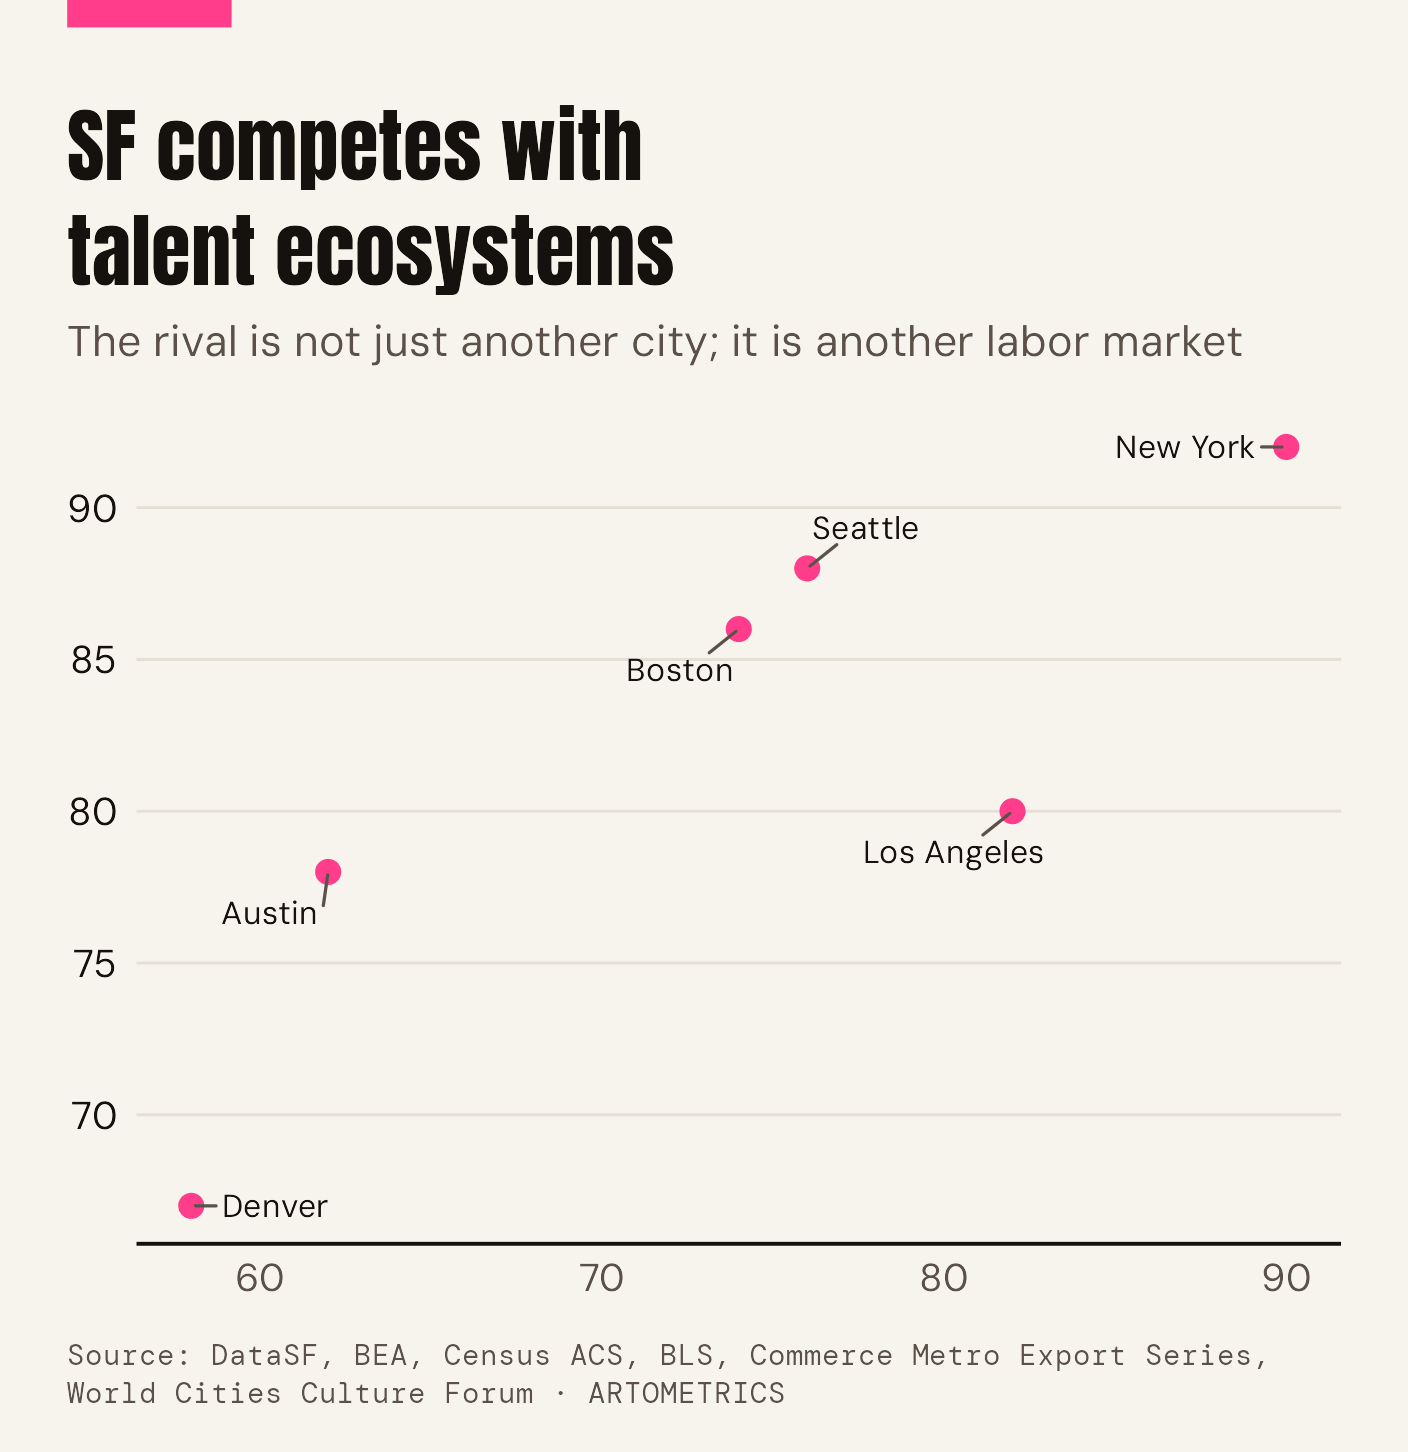 SF competes with
talent ecosystems
The rival is not just another city; it is another labor market
New York
90
Seattle
85
Boston
80
Los Angeles
Austin
75
70
Denver
60 70 80 90
Source: DataSF, BEA, Census ACS, BLS, Commerce Metro Export Series,
World Cities Culture Forum · ARTOMETRICS